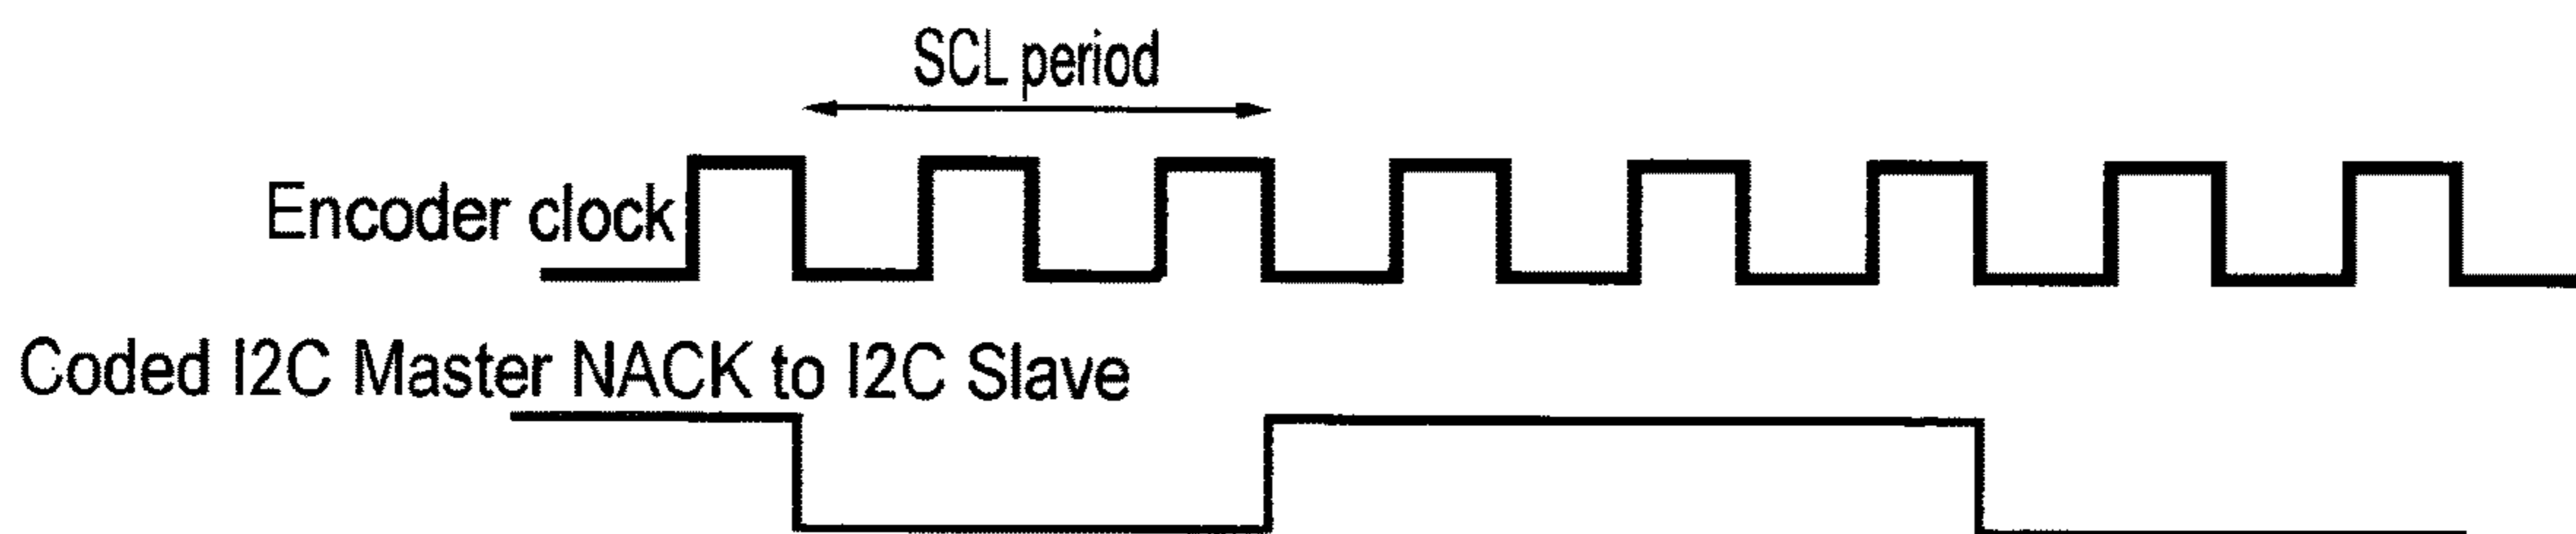 SCL period
Encoder clock
Coded I2C Master NACK to I2C Slave